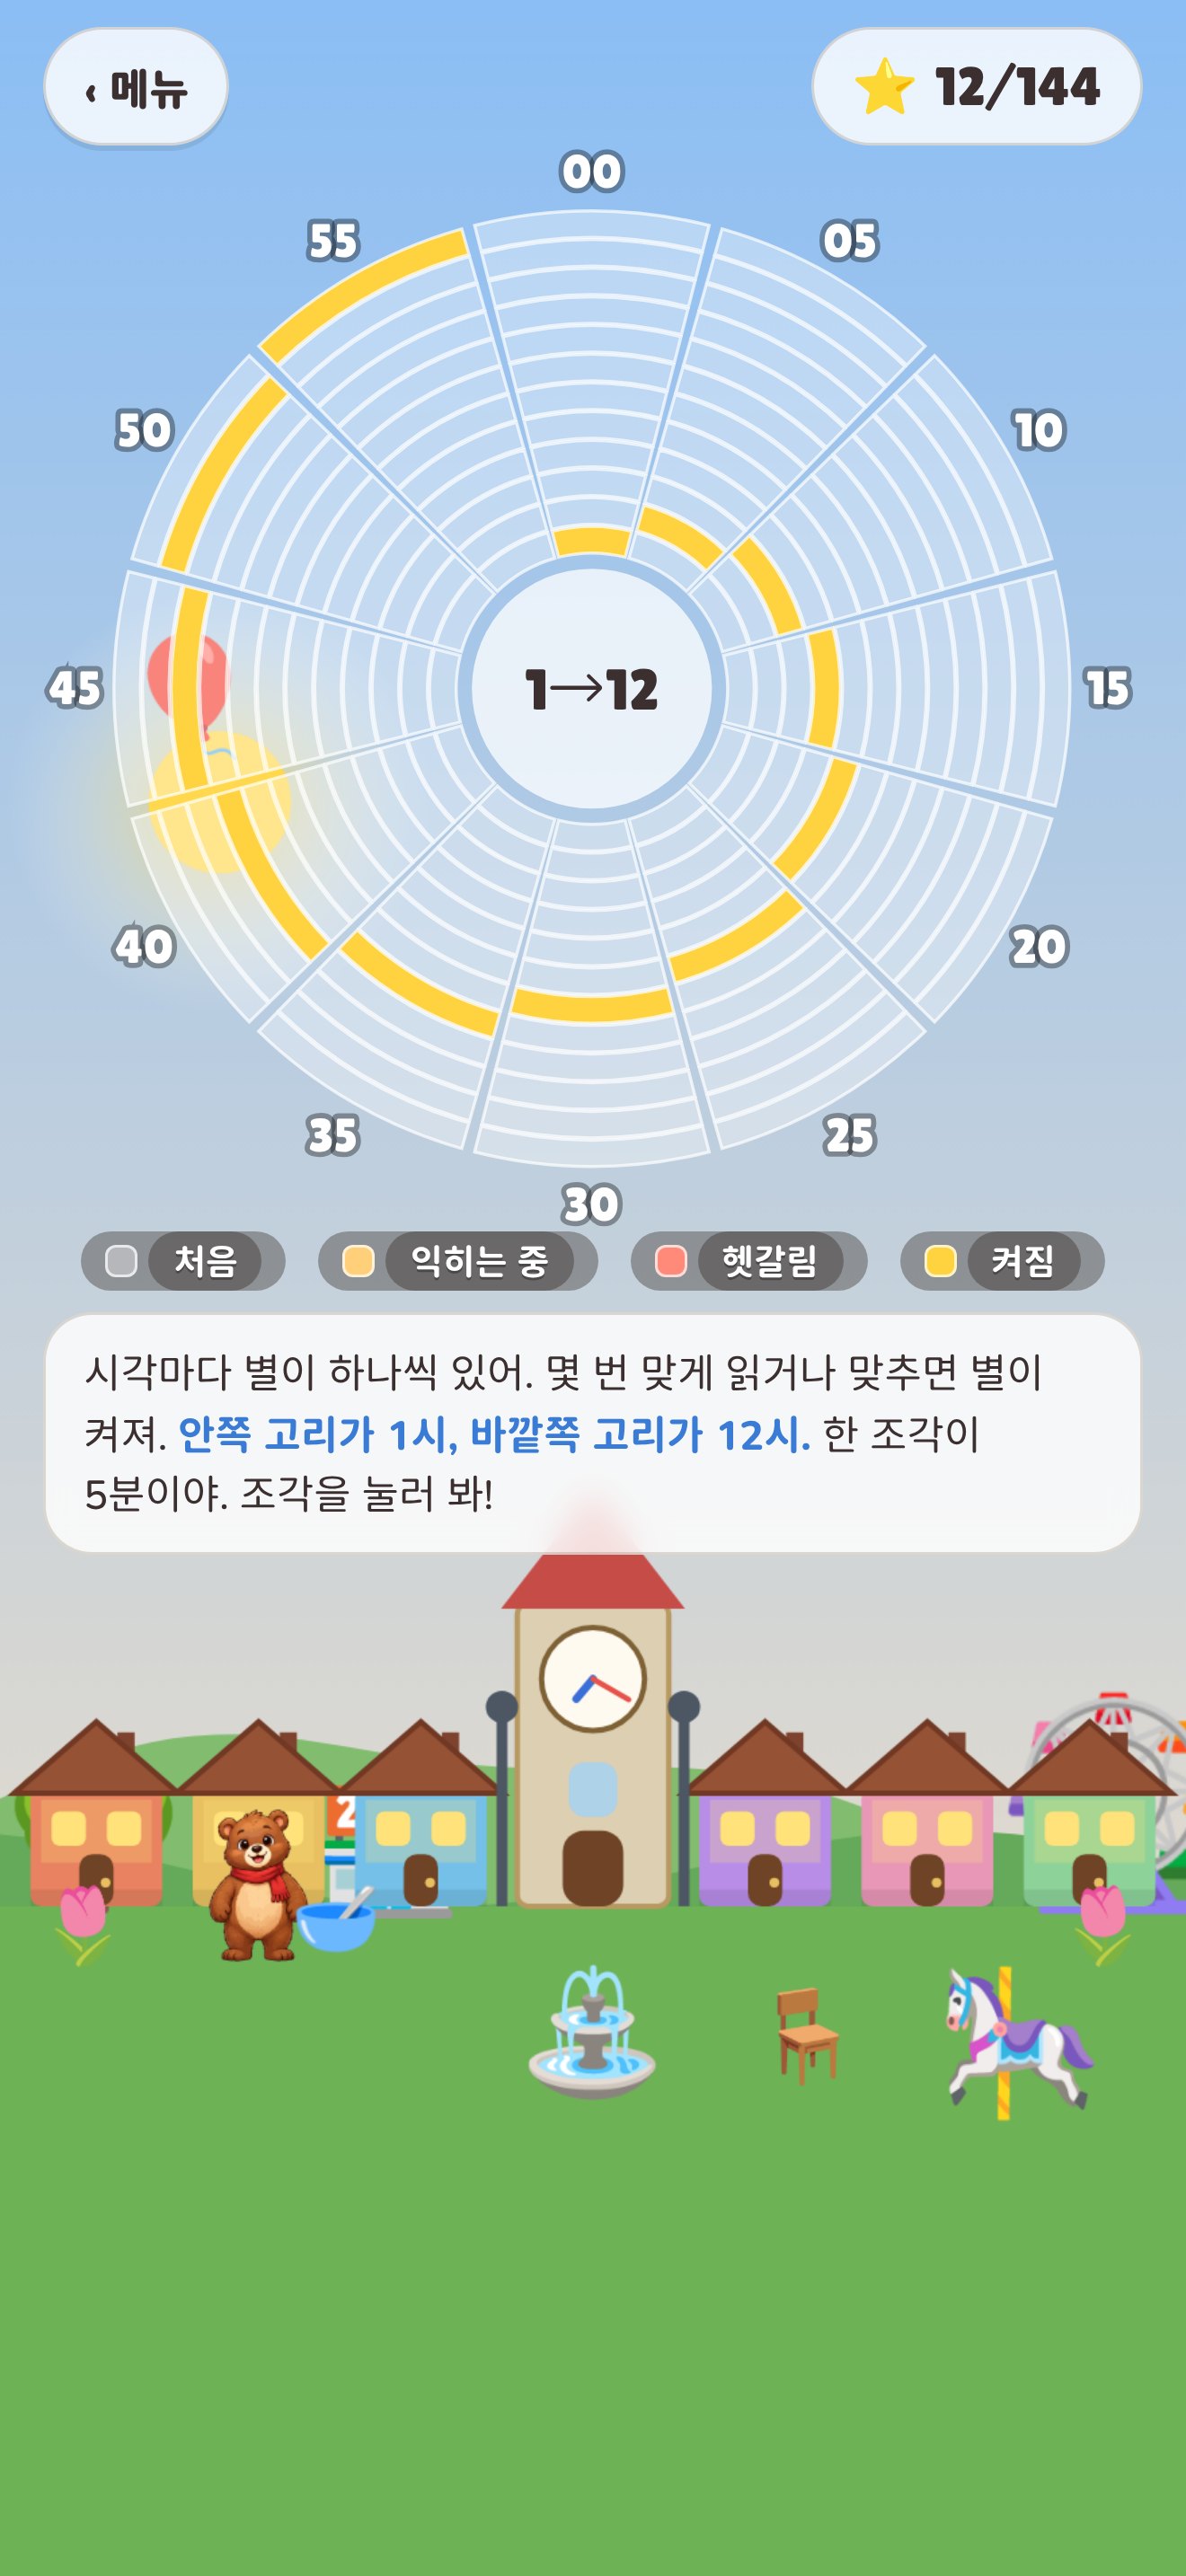 ‹ 메뉴
⭐ 12/144
00
55
05
50
10
45
1→12
15
40
20
35
25
30
처음
익히는 중
헷갈림
켜짐
시각마다 별이 하나씩 있어. 몇 번 맞게 읽거나 맞추면 별이
켜져. 안쪽 고리가 1시, 바깥쪽 고리가 12시. 한 조각이
5분이야. 조각을 눌러 봐!